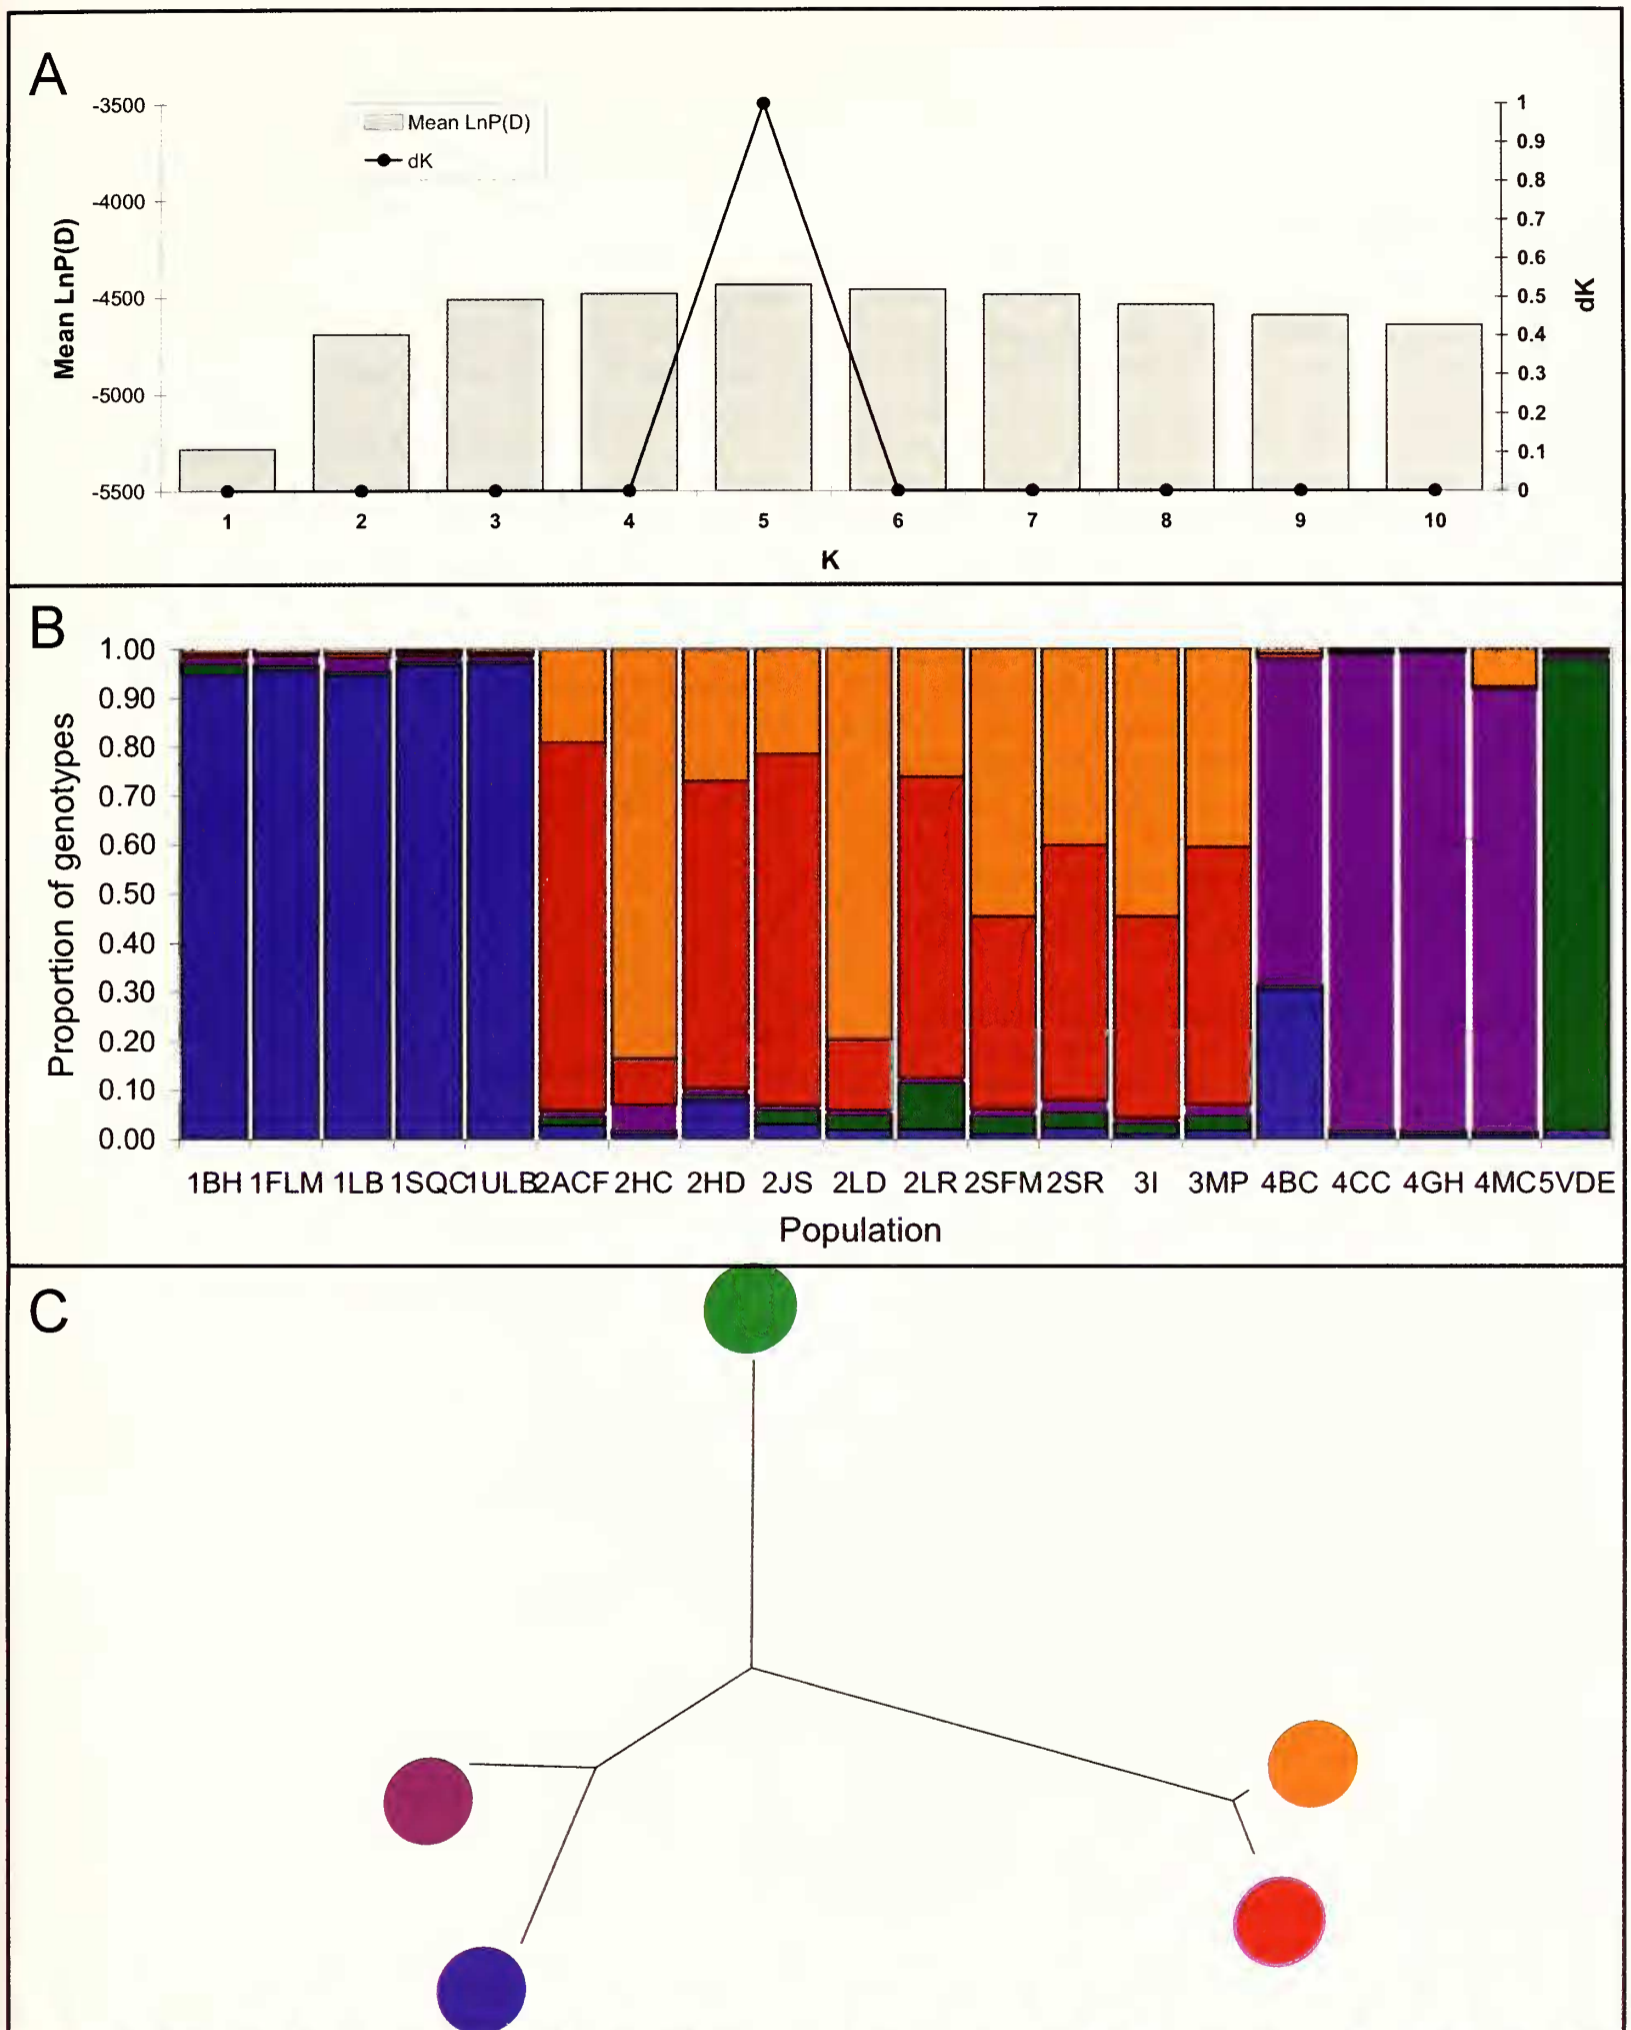 A
-3500
-4000
-4500
-5000
-5500
Mean LnP(D)
Mean LnP(D)
dK
1
0.9
0.8
0.7
0.6
0.5
0.4
0.3
0.2
0.1
0
dK
1 2 3 4 5 6 7 8 9 10
K
B
1.00
0.90
0.80
0.70
0.60
0.50
0.40
0.30
0.20
0.10
0.00
Proportion of genotypes
1BH 1FLM 1LB 1SQC 1ULB 2ACF 2HC 2HD 2JS 2LD 2LR 2SFM 2SR 3I 3MP 4BC 4CC 4GH 4MC 5VDE
Population
C